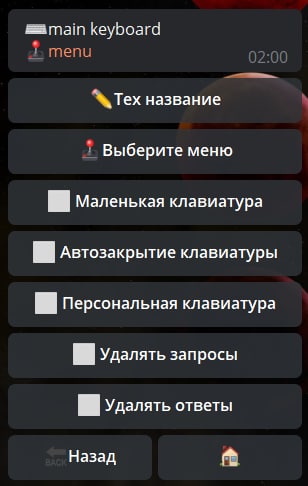 ⌨️main keyboard
🕹️menu
02:00
✏️Тех название
🕹️Выберите меню
⬜ Маленькая клавиатура
⬜ Автозакрытие клавиатуры
⬜ Персональная клавиатура
⬜ Удалять запросы
⬜ Удалять ответы
🔙Назад
🏠